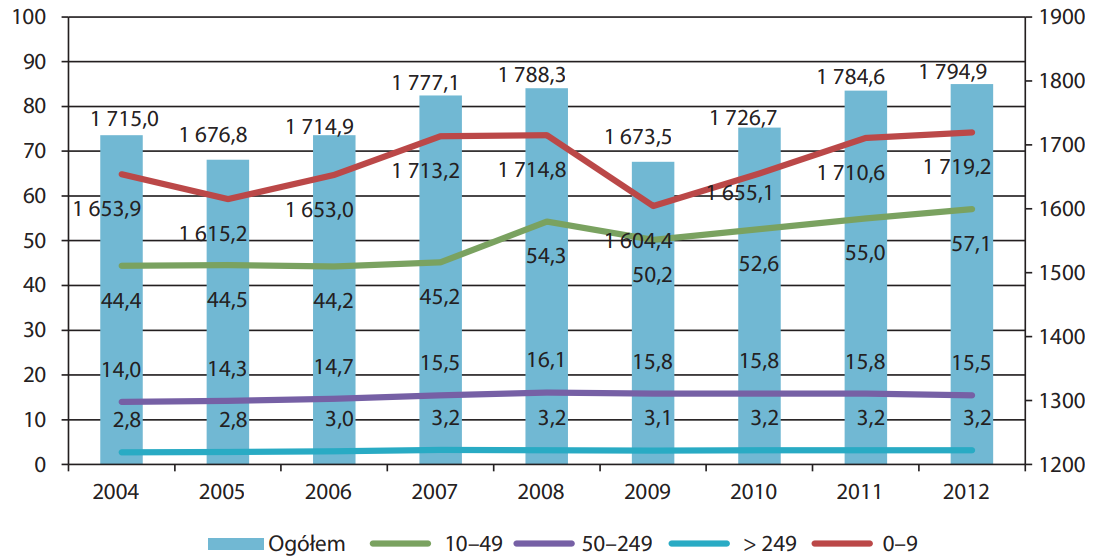 100 1900
90
1 788,3 1 784,6 1 794,9
1 777,1 1800
80
1 715,0 1 714,9 1 726,7
1 676,8 1 673,5
70 1700
1 713,2 1 714,8 1 710,6 1 719,2
60 1 655,1
1 653,9 1 653,0 1600
1 615,2 1 604,4
50
54,3 50,2 52,6 55,0 57,1
1500
40
44,4 44,5 44,2 45,2
1400
30
20
14,0 14,3 14,7 15,5 16,1 15,8 15,8 15,8 15,5
1300
10
2,8 2,8 3,0 3,2 3,2 3,1 3,2 3,2 3,2
0 1200
2004 2005 2006 2007 2008 2009 2010 2011 2012
Ogółem 10–49 50–249 > 249 0–9